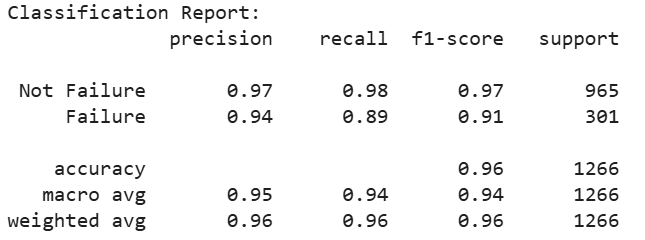 Classification Report:
precision recall f1-score support
Not Failure 0.97 0.98 0.97 965
Failure 0.94 0.89 0.91 301
accuracy 0.96 1266
macro avg 0.95 0.94 0.94 1266
weighted avg 0.96 0.96 0.96 1266